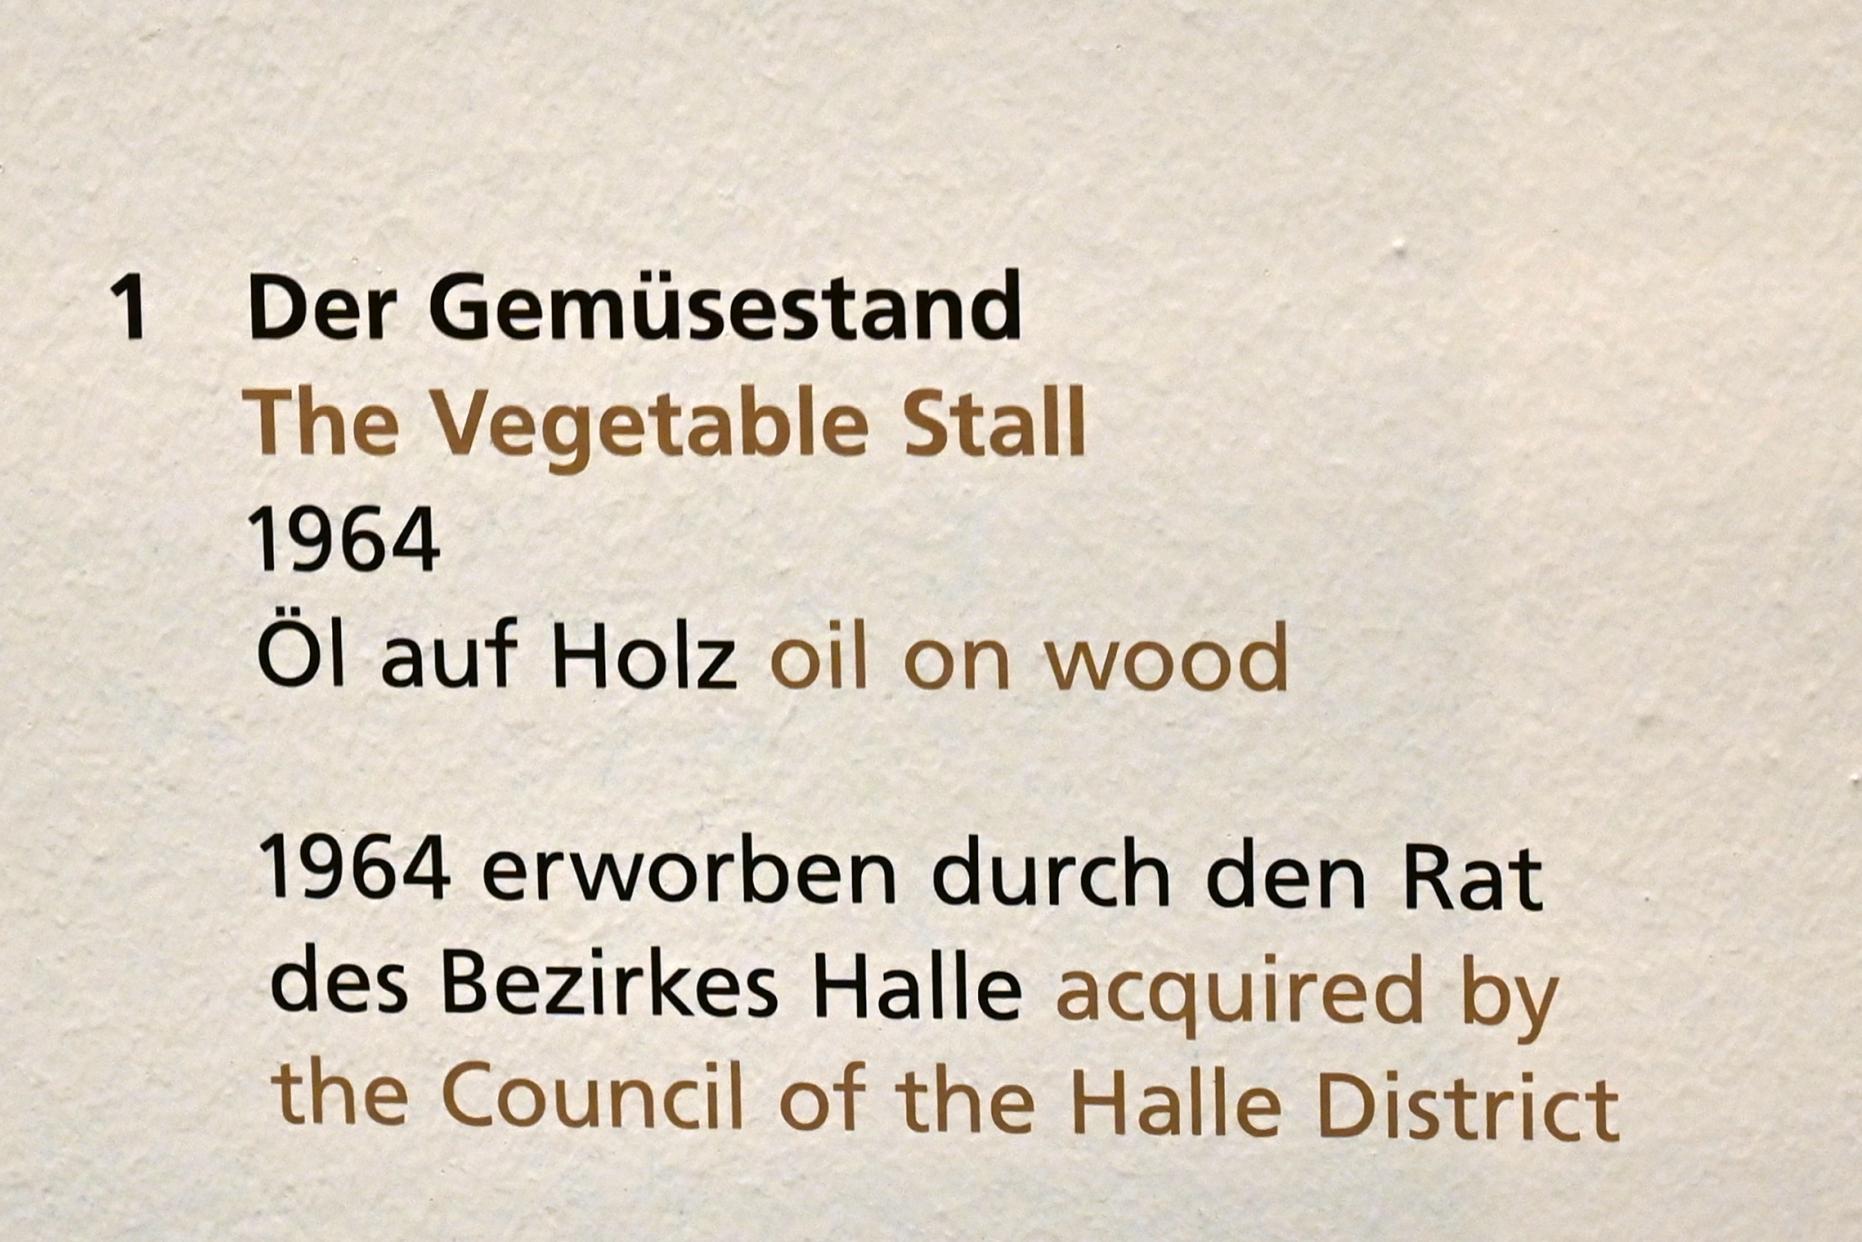 1 Der Gemüsestand
The Vegetable Stall
1964
Öl auf Holz oil on wood
1964 erworben durch den Rat
des Bezirkes Halle acquired by
the Council of the Halle District